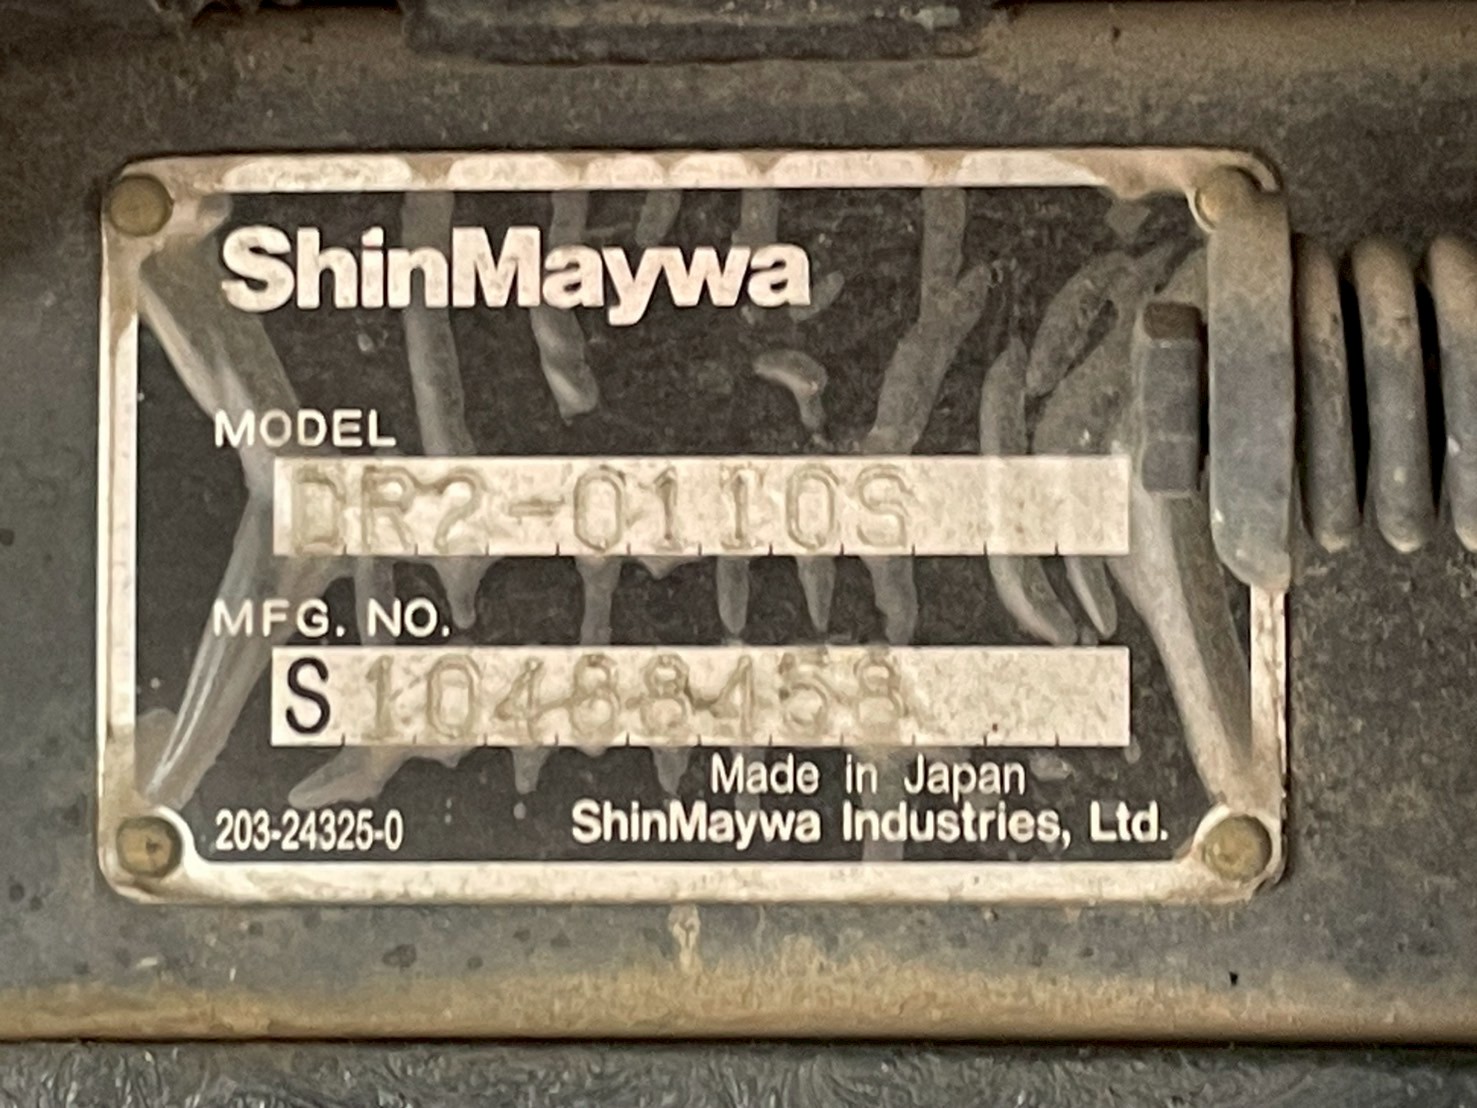 ShinMaywa
MODEL
DR2-0110S
MFG. NO.
S 10488458
Made in Japan
203-24325-0
ShinMaywa Industries, Ltd.